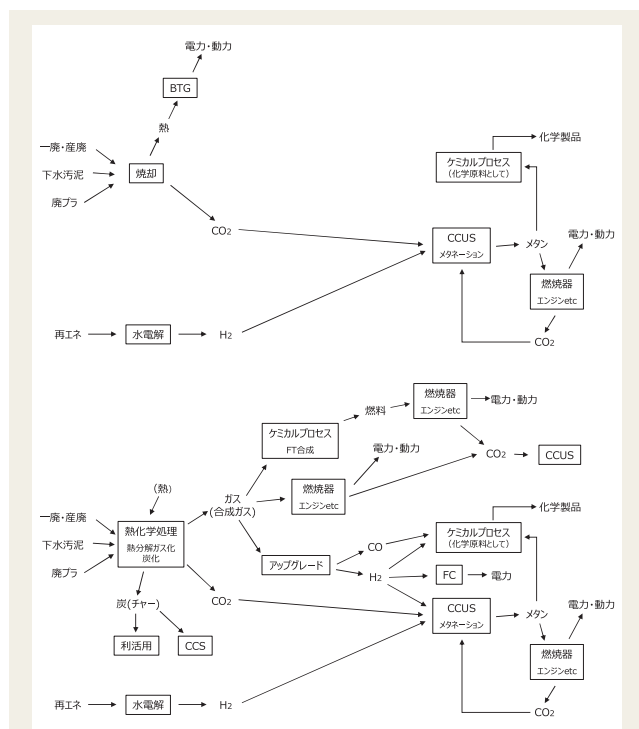 電力・動力
BTG
熱
一廃・産廃
下水汚泥
廃プラ
焼却
CO2
再エネ
水電解
H2
化学製品
ケミカルプロセス
(化学原料として)
CCUS
メタネーション
メタン
電力・動力
燃焼器
エンジンetc
CO2
燃焼器
エンジンetc
電力・動力
燃料
ケミカルプロセス
FT合成
電力・動力
CO2
CCUS
(熱)
ガス
(合成ガス)
燃焼器
エンジンetc
一廃・産廃
下水汚泥
廃プラ
熱化学処理
熱分解ガス化
炭化
アップグレード
CO
H2
化学製品
ケミカルプロセス
(化学原料として)
FC
電力
炭(チャー)
CO2
利活用
CCS
CCUS
メタネーション
メタン
電力・動力
燃焼器
エンジンetc
CO2
再エネ
水電解
H2